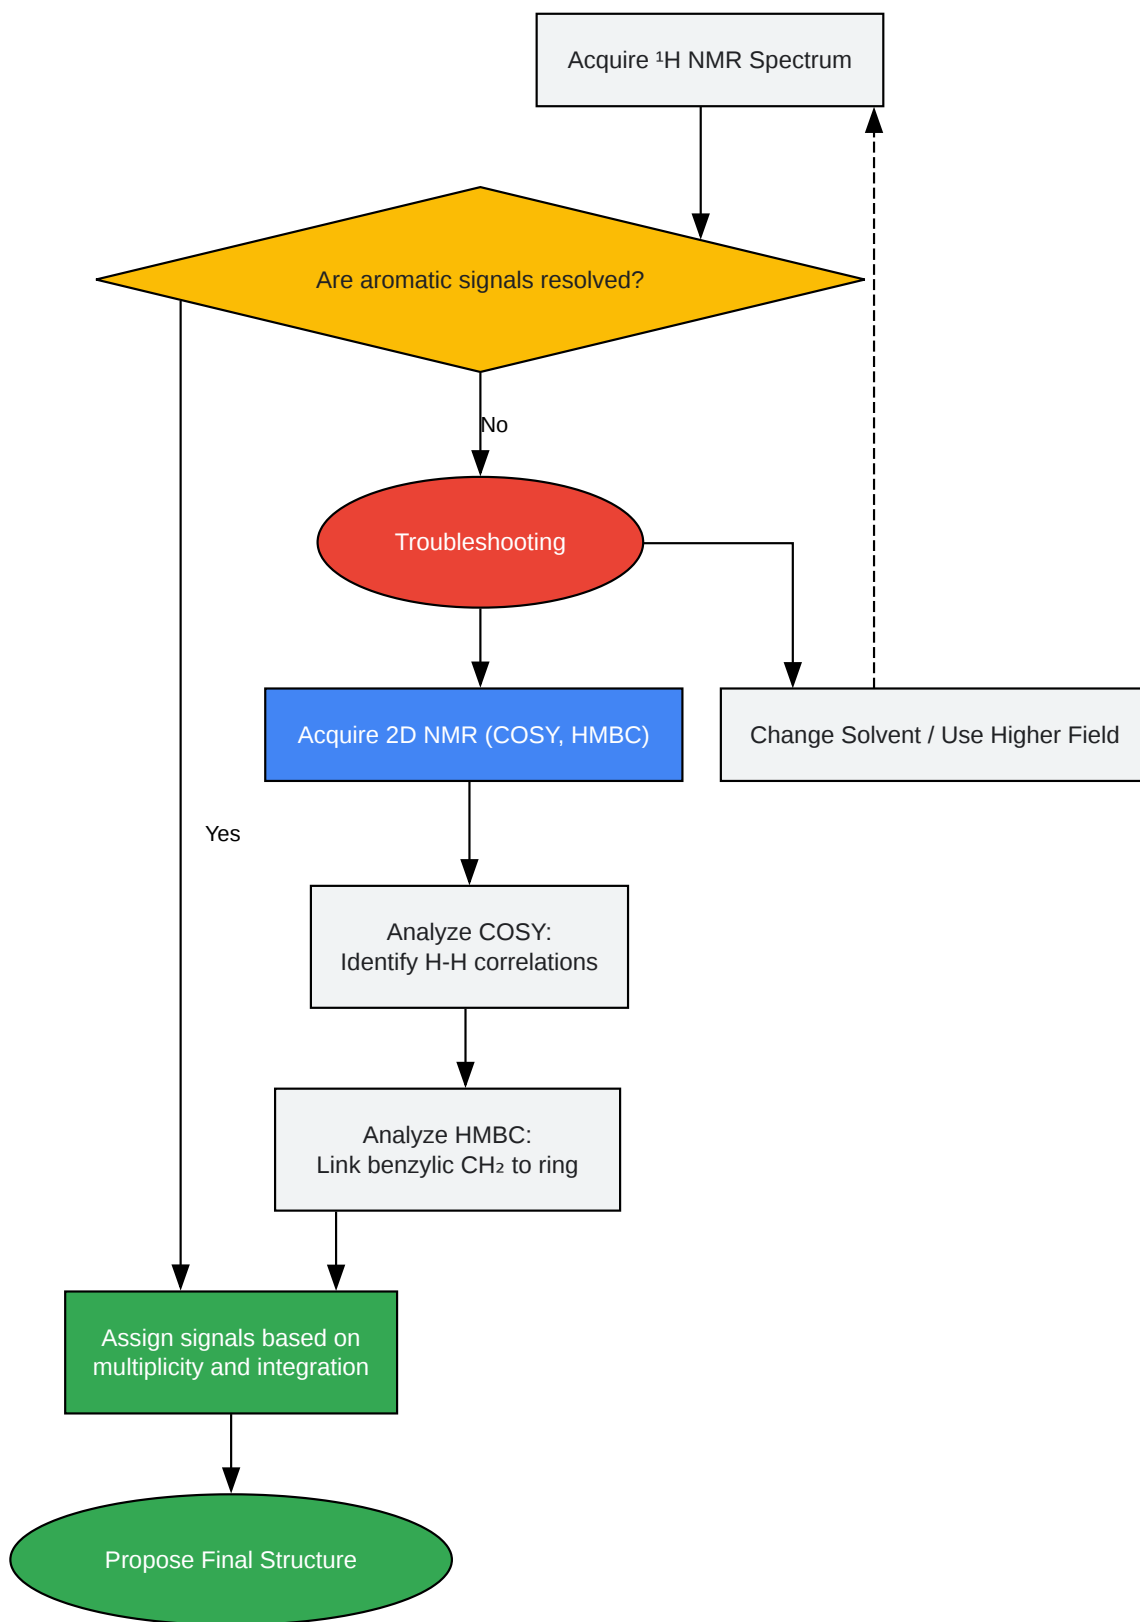 Acquire ¹H NMR Spectrum
Are aromatic signals resolved?
No
Troubleshooting
Acquire 2D NMR (COSY, HMBC)
Change Solvent / Use Higher Field
Yes
Analyze COSY:
Identify H-H correlations
Analyze HMBC:
Link benzylic CH₂ to ring
Assign signals based on
multiplicity and integration
Propose Final Structure